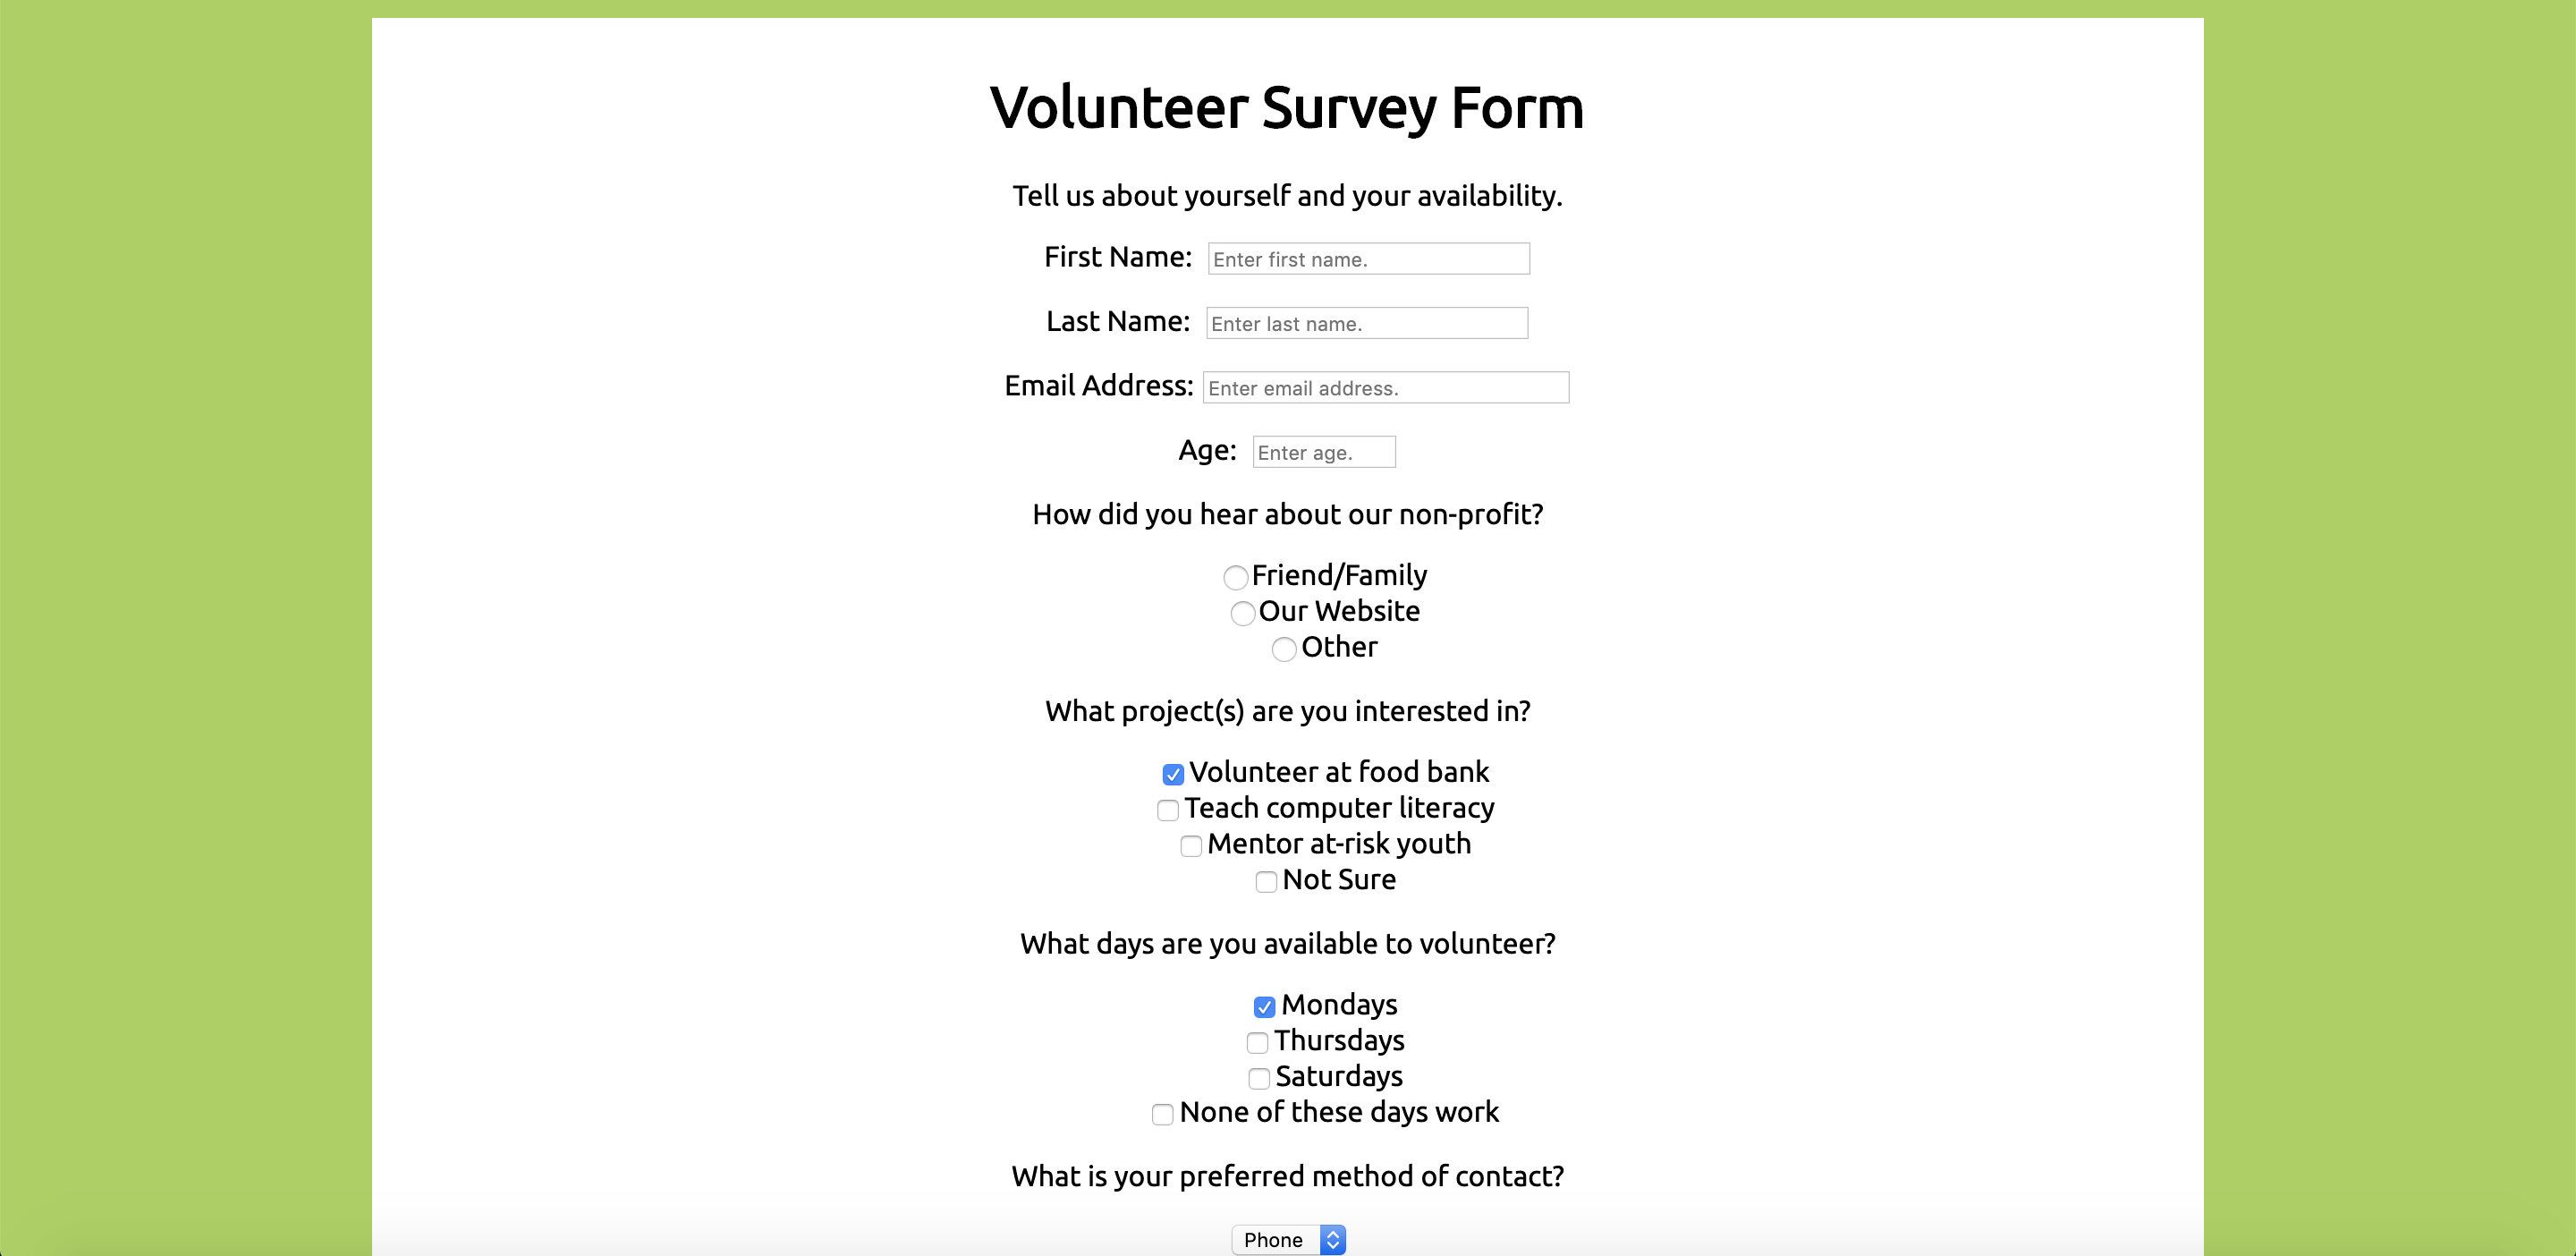 Volunteer Survey Form
Tell us about yourself and your availability.
First Name: Enter first name.
Last Name: Enter last name.
Email Address: Enter email address.
Age: Enter age.
How did you hear about our non-profit?
Friend/Family
Our Website
Other
What project(s) are you interested in?
Volunteer at food bank
Teach computer literacy
Mentor at-risk youth
Not Sure
What days are you available to volunteer?
Mondays
Thursdays
Saturdays
None of these days work
What is your preferred method of contact?
Phone